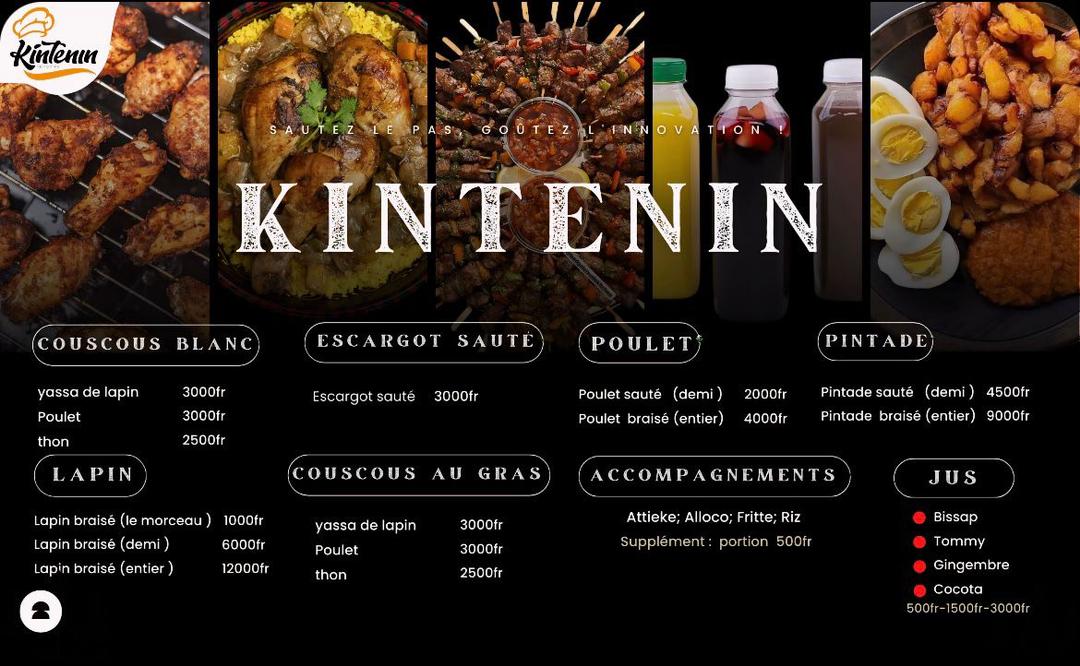 Kintenin
SAUTEZ LE PAS, GOÛTEZ L'INNOVATION !
KINTENIN
COUSCOUS BLANC
yassa de lapin 3000fr
Poulet 3000fr
thon 2500fr
ESCARGOT SAUTÉ
Escargot sauté 3000fr
POULET
Poulet sauté (demi ) 2000fr
Poulet braisé (entier) 4000fr
PINTADE
Pintade sauté (demi ) 4500fr
Pintade braisé (entier) 9000fr
LAPIN
Lapin braisé (le morceau ) 1000fr
Lapin braisé (demi ) 6000fr
Lapin braisé (entier ) 12000fr
COUSCOUS AU GRAS
yassa de lapin 3000fr
Poulet 3000fr
thon 2500fr
ACCOMPAGNEMENTS
Attieke; Alloco; Fritte; Riz
Supplément : portion 500fr
JUS
Bissap
Tommy
Gingembre
Cocota
500fr-1500fr-3000fr